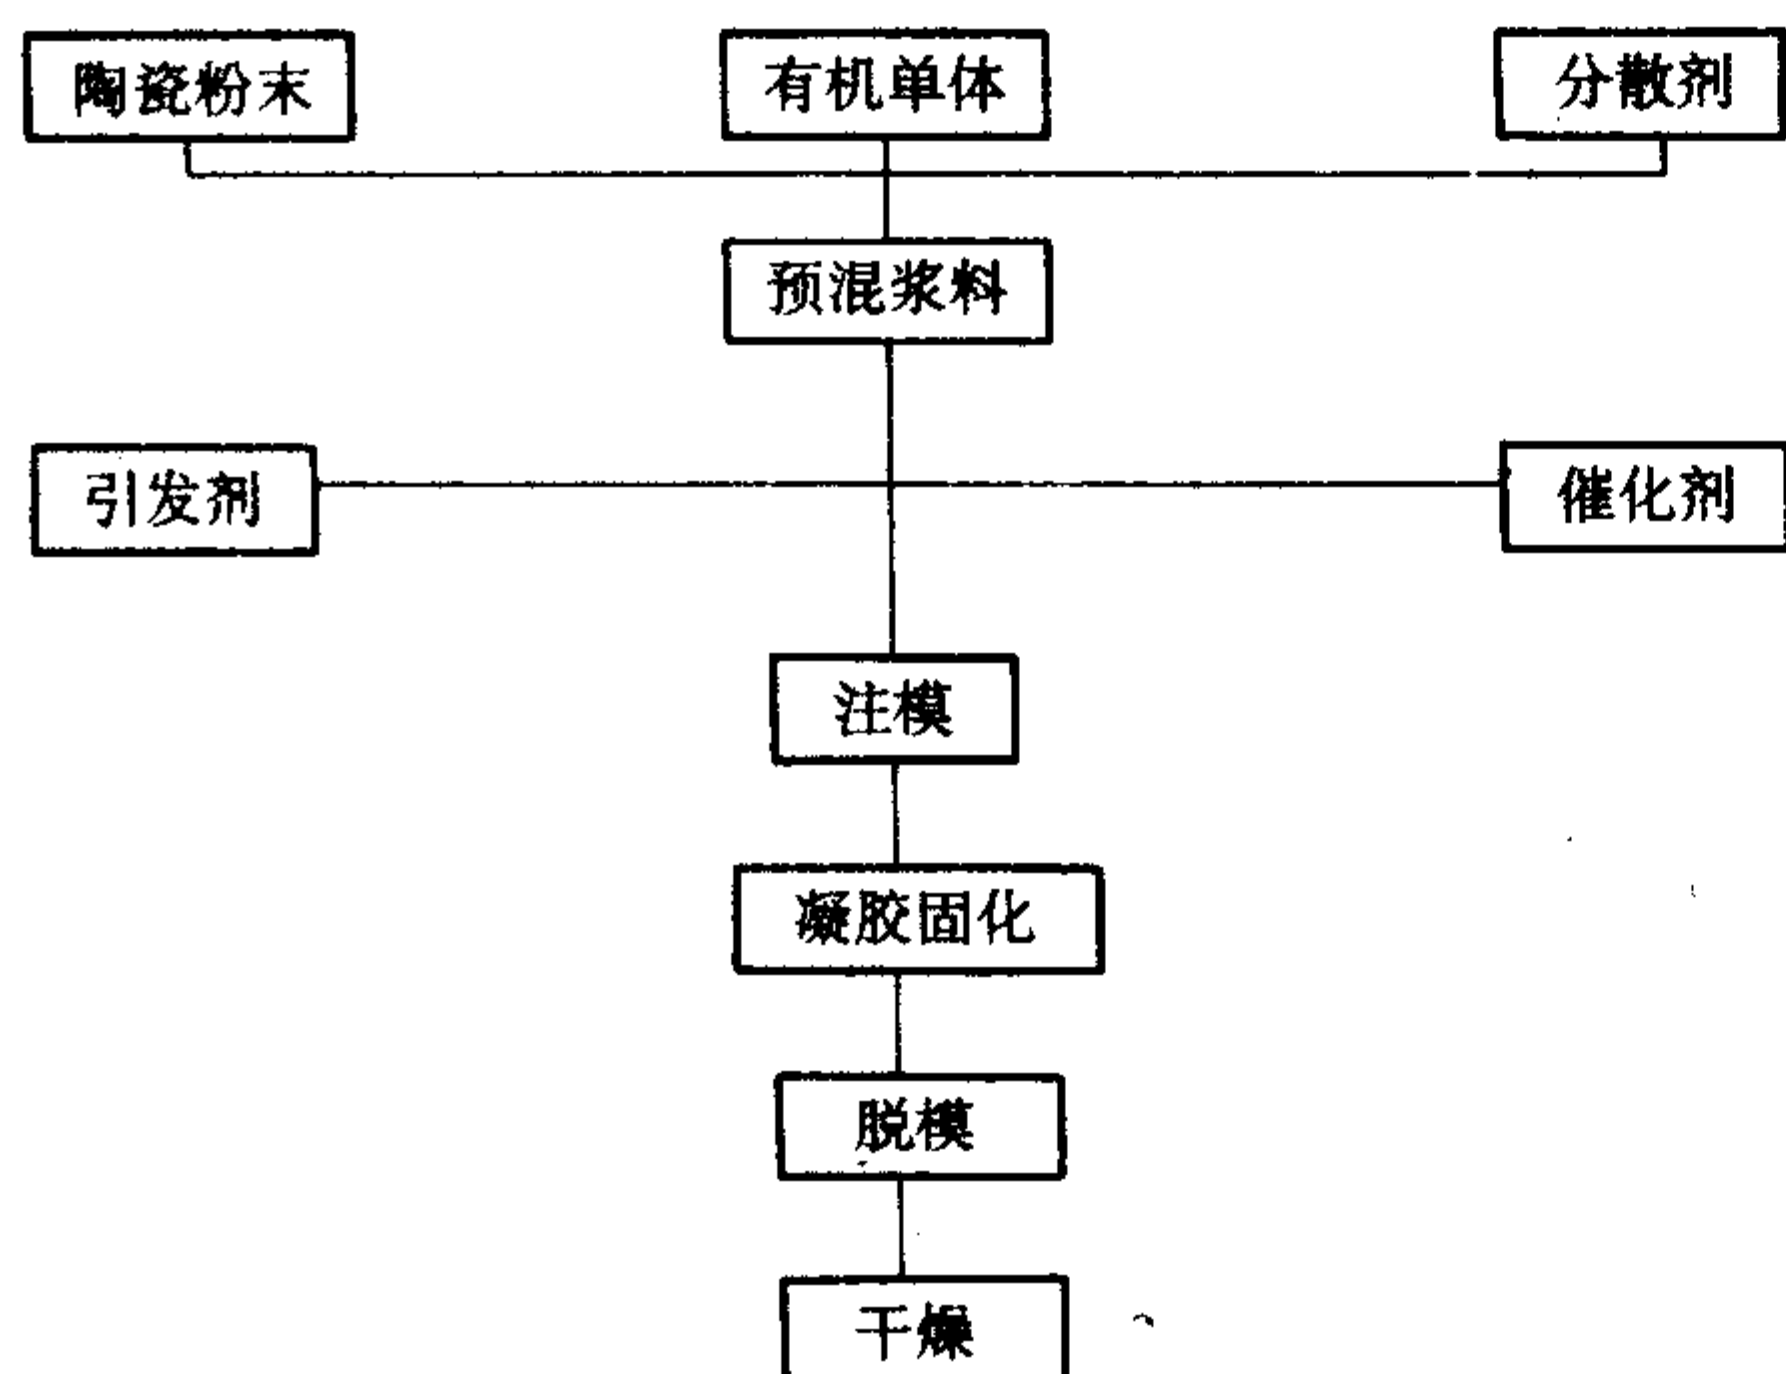 陶瓷粉末
有机单体
分散剂
预混浆料
引发剂
催化剂
注模
凝胶固化
脱模
干燥